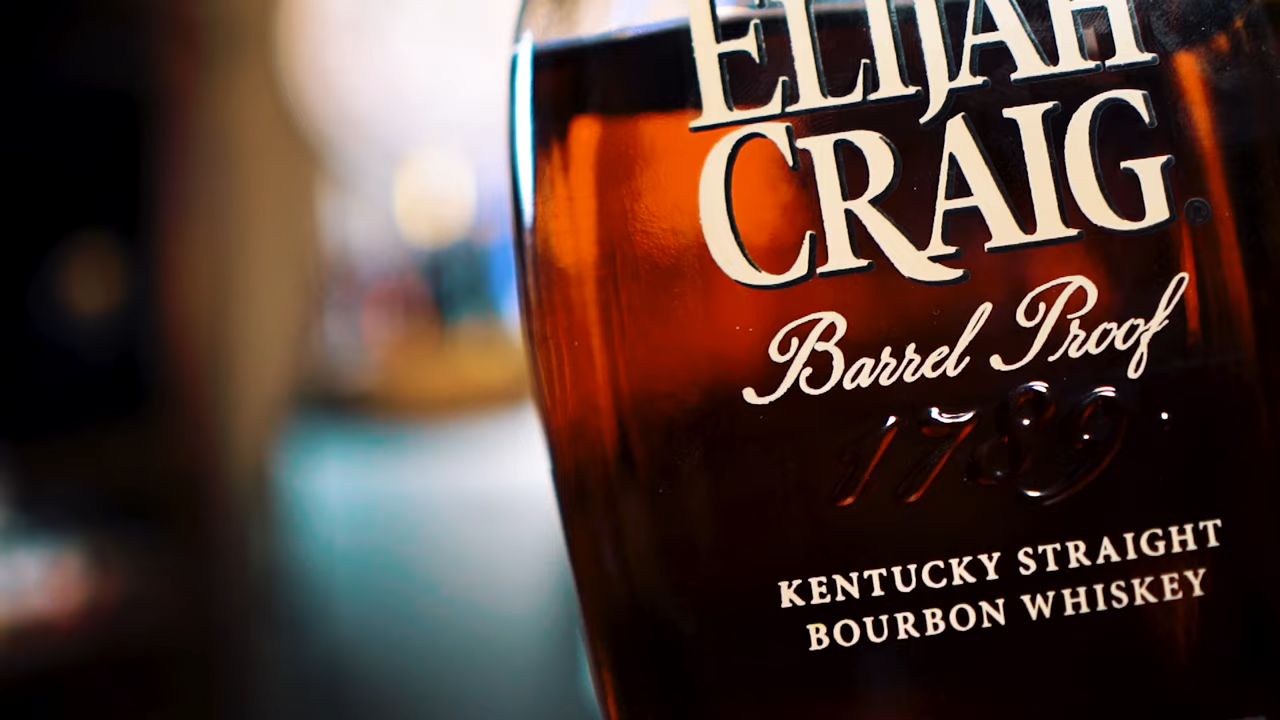 ELIJAH
CRAIG®
Barrel Proof
1789
KENTUCKY STRAIGHT
BOURBON WHISKEY